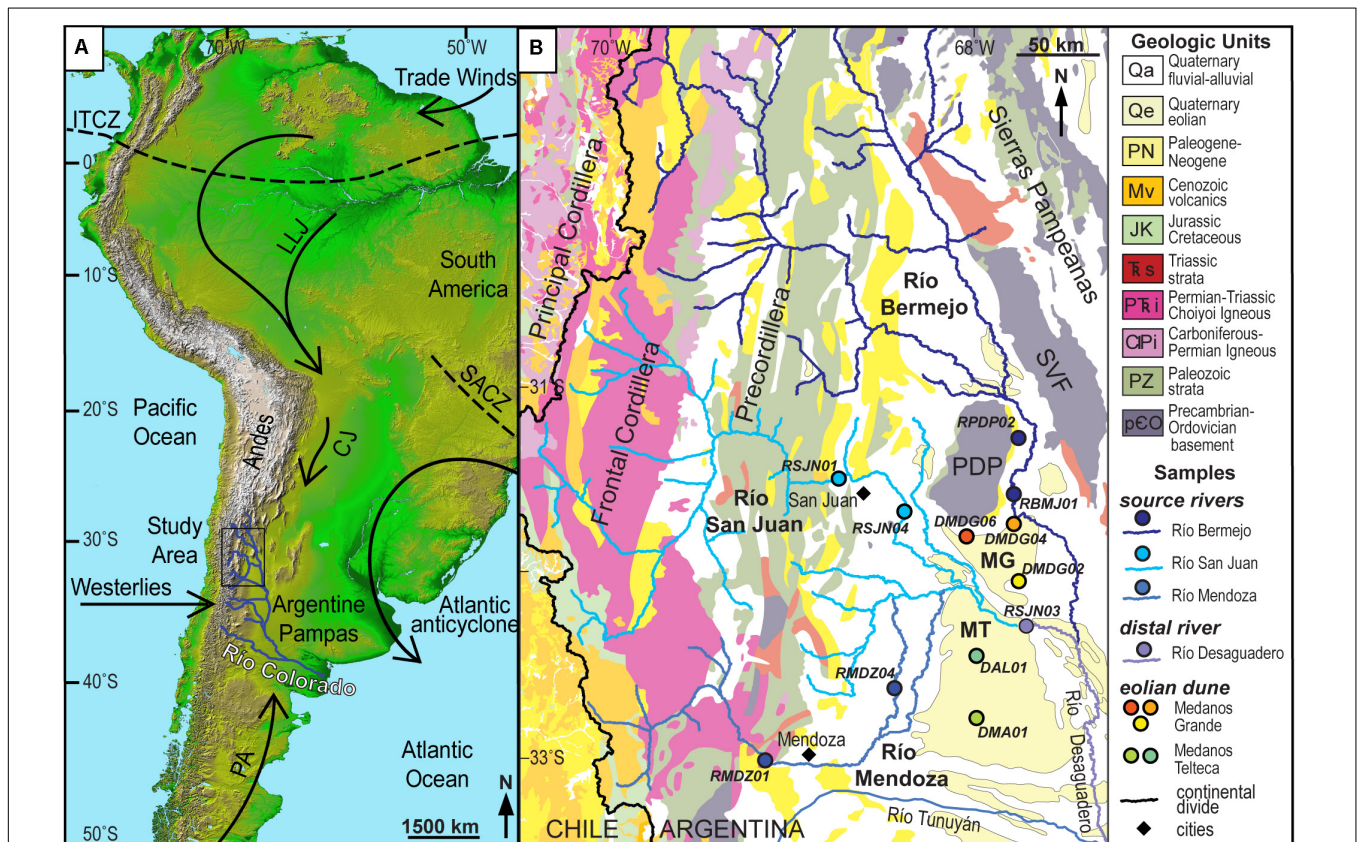 A
70°W
50°W
Trade Winds
ITCZ
0°
LLJ
10°S
South
America
SACZ
Pacific
Ocean
20°S
Andes
CJ
Study
Area
30°S
Westerlies
Argentine
Pampas
Atlantic
anticyclone
Río Colorado
40°S
PA
Atlantic
Ocean
N
1500 km
50°S
B
70°W
68°W
50 km
N
Principal Cordillera
Sierras Pampeanas
Río
Bermejo
Precordillera
Frontal Cordillera
31°S
SVF
RPDP02
PDP
RSJN01
San Juan
Río
San Juan
RSJN04
RBMJ01
DMDG06
DMDG04
MG
DMDG02
RSJN03
MT
DAL01
RMDZ04
DMA01
Río Desaguadero
Mendoza
33°S
RMDZ01
Río
Mendoza
Río Tunuyán
CHILE
ARGENTINA
Geologic Units
Qa Quaternary
fluvial-alluvial
Qe Quaternary
eolian
PN Paleogene-
Neogene
Mv Cenozoic
volcanics
JK Jurassic
Cretaceous
TRs Triassic
strata
PTRi Permian-Triassic
Choiyoi Igneous
CPi Carboniferous-
Permian Igneous
PZ Paleozoic
strata
pЄO Precambrian-
Ordovician
basement
Samples
source rivers
Río Bermejo
Río San Juan
Río Mendoza
distal river
Río Desaguadero
eolian dune
Medanos
Grande
Medanos
Telteca
continental
divide
cities